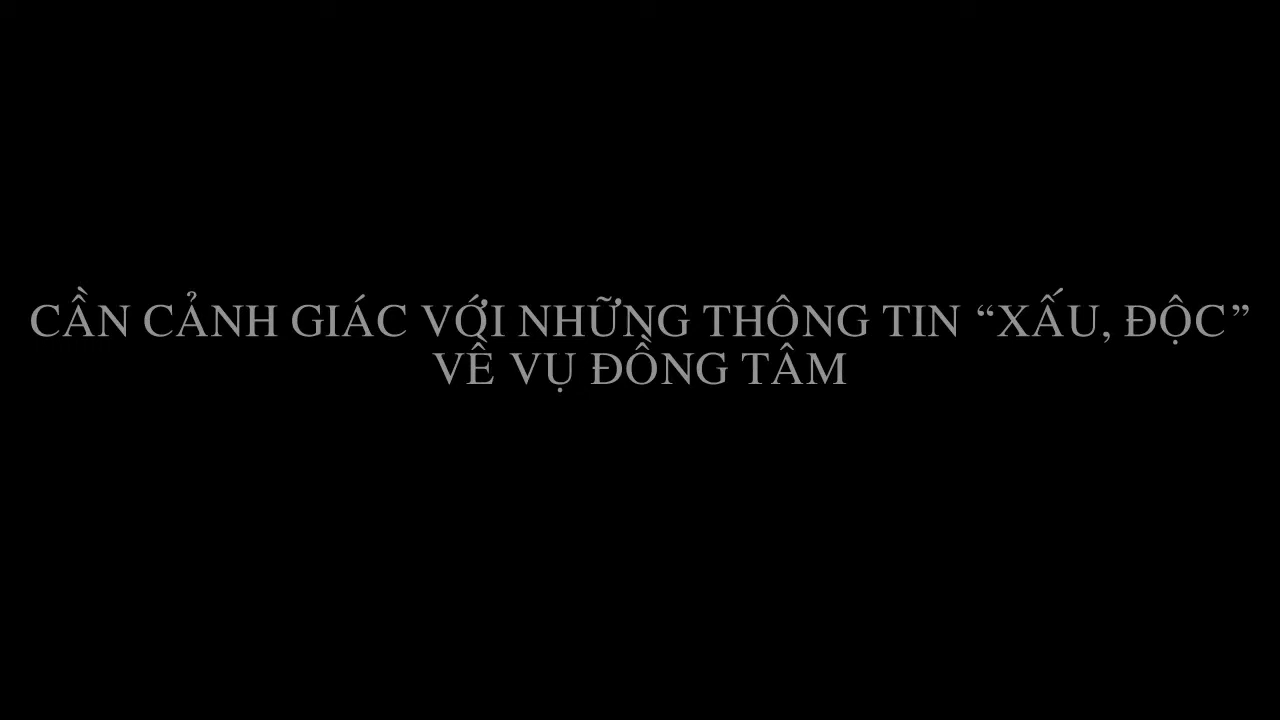 CẦN CẢNH GIÁC VỚI NHỮNG THÔNG TIN “XẤU, ĐỘC”
VỀ VỤ ĐỒNG TÂM